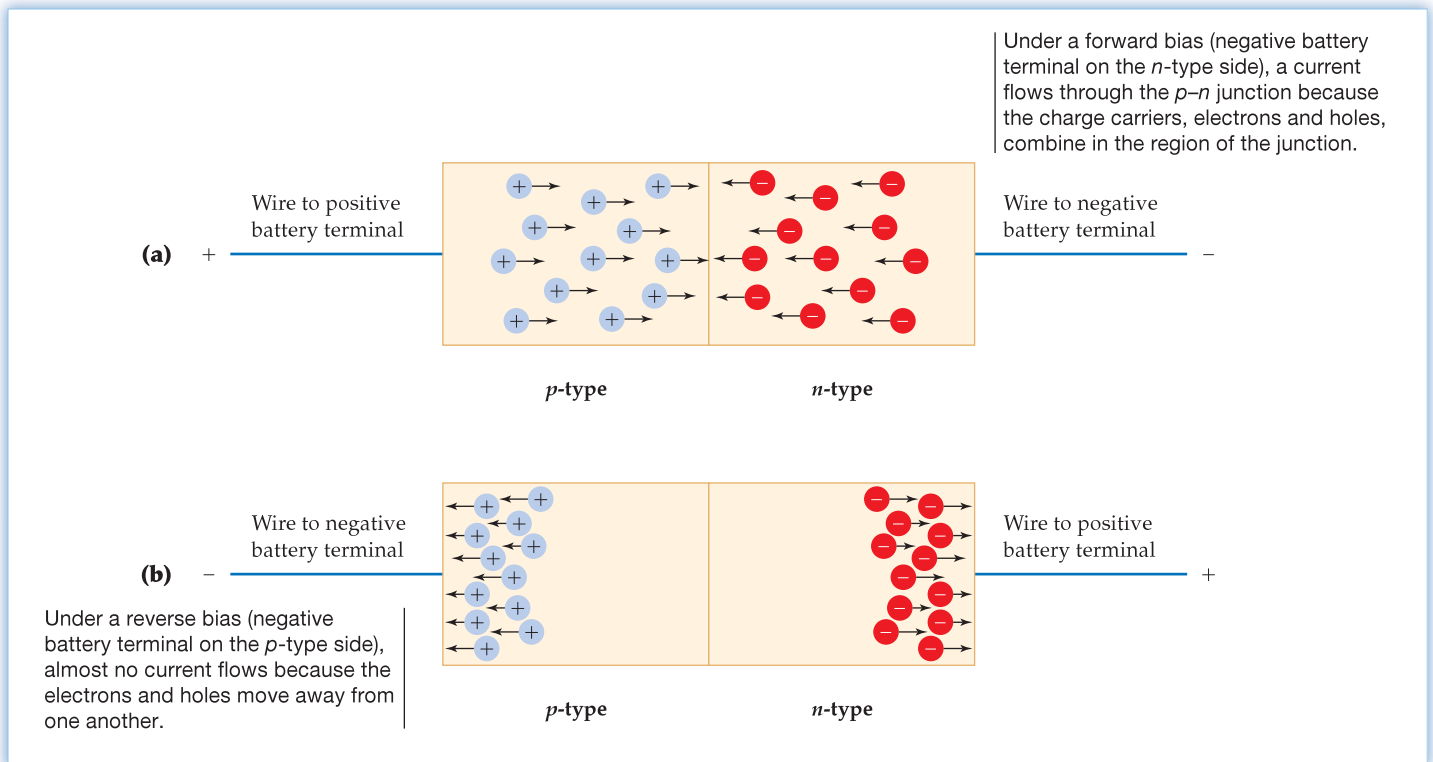 Under a forward bias (negative battery
terminal on the n-type side), a current
flows through the p–n junction because
the charge carriers, electrons and holes,
combine in the region of the junction.
Wire to positive
battery terminal
Wire to negative
battery terminal
(a) + −
+ + + + + + + + + + + + +
− − − − − − − − − − − − −
p-type n-type
Wire to negative
battery terminal
Wire to positive
battery terminal
(b) − +
+ + + + + + + + + + + + +
− − − − − − − − − − − − −
Under a reverse bias (negative
battery terminal on the p-type side),
almost no current flows because the
electrons and holes move away from
one another.
p-type n-type